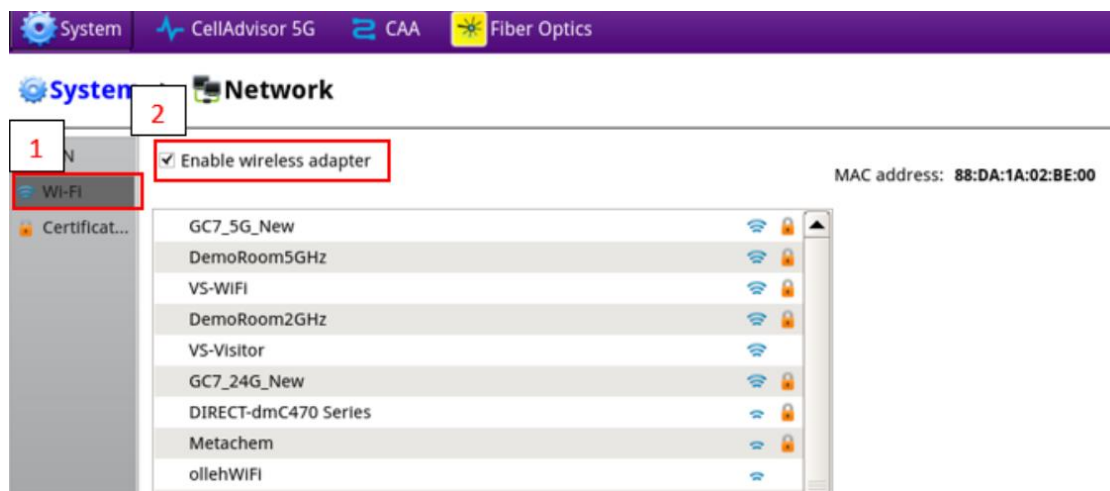 System CellAdvisor 5G CAA Fiber Optics
System Network
2
1
Enable wireless adapter
MAC address: 88:DA:1A:02:BE:00
Wi-Fi
Certificat...
GC7_5G_New
DemoRoom5GHz
VS-WiFi
DemoRoom2GHz
VS-Visitor
GC7_24G_New
DIRECT-dmC470 Series
Metachem
ollehWiFi